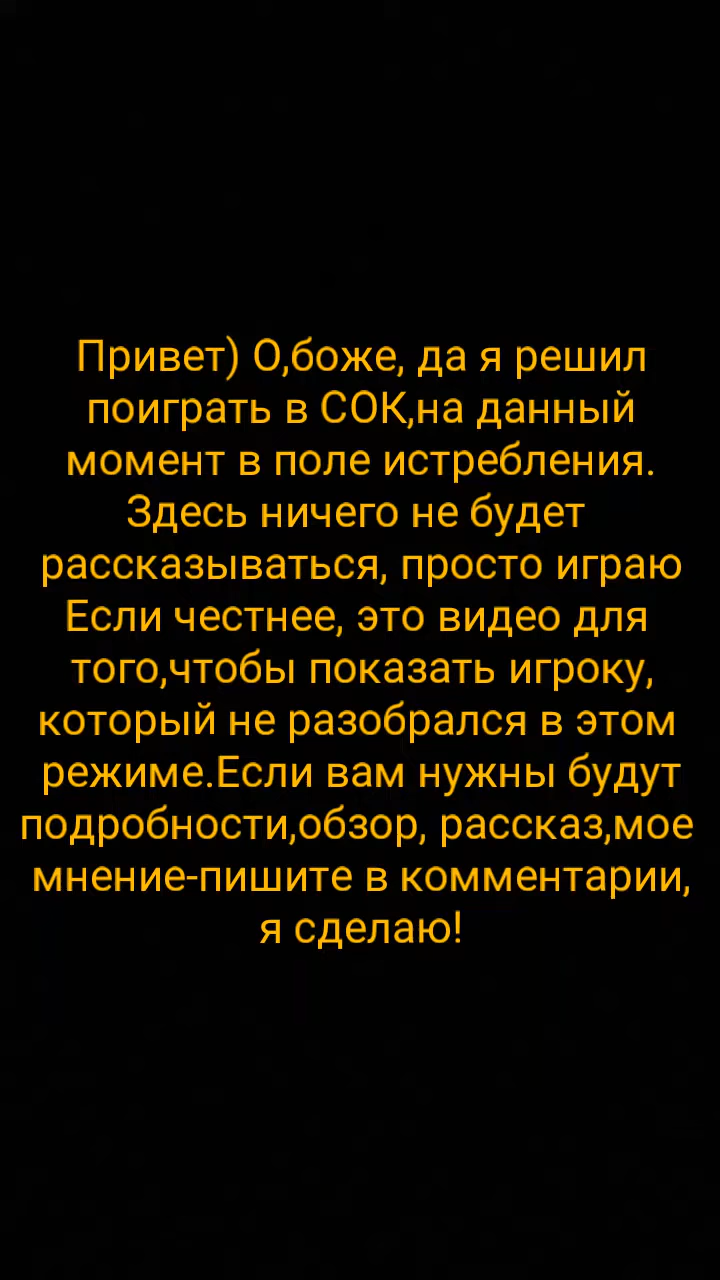 Привет) О,боже, да я решил
поиграть в СОК,на данный
момент в поле истребления.
Здесь ничего не будет
рассказываться, просто играю
Если честнее, это видео для
того,чтобы показать игроку,
который не разобрался в этом
режиме.Если вам нужны будут
подробности,обзор, рассказ,мое
мнение-пишите в комментарии,
я сделаю!